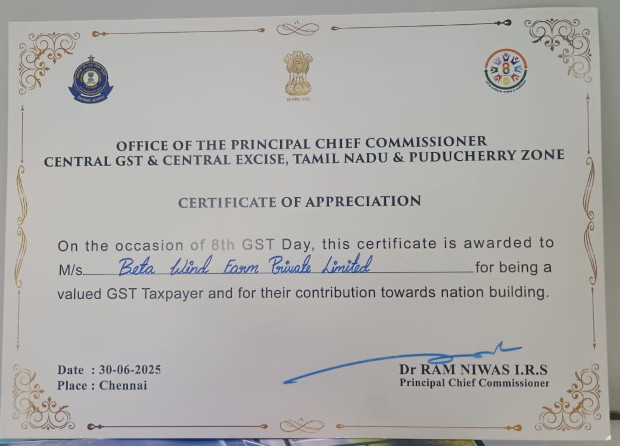 OFFICE OF THE PRINCIPAL CHIEF COMMISSIONER
CENTRAL GST & CENTRAL EXCISE, TAMIL NADU & PUDUCHERRY ZONE
CERTIFICATE OF APPRECIATION
On the occasion of 8th GST Day, this certificate is awarded to
M/s Beta Wind Farm Private Limited for being a
valued GST Taxpayer and for their contribution towards nation building.
Date : 30-06-2025
Place : Chennai
Dr RAM NIWAS I.R.S
Principal Chief Commissioner